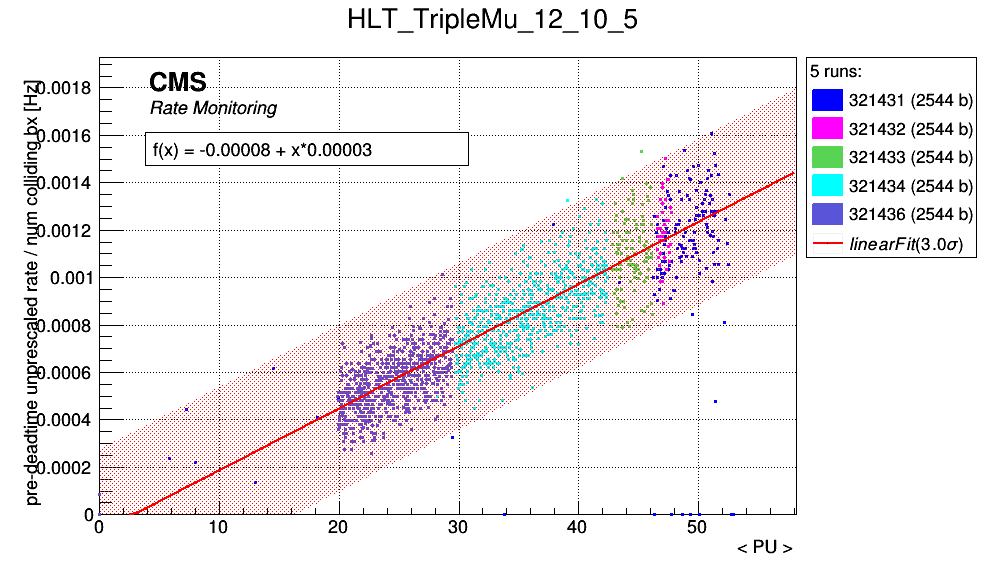 HLT_TripleMu_12_10_5
CMS
Rate Monitoring
f(x) = -0.00008 + x*0.00003
pre-deadtime unprescaled rate / num colliding bx [Hz]
0.0018
0.0016
0.0014
0.0012
0.001
0.0008
0.0006
0.0004
0.0002
0
0 10 20 30 40 50
< PU >
5 runs:
321431 (2544 b)
321432 (2544 b)
321433 (2544 b)
321434 (2544 b)
321436 (2544 b)
linearFit(3.0σ)